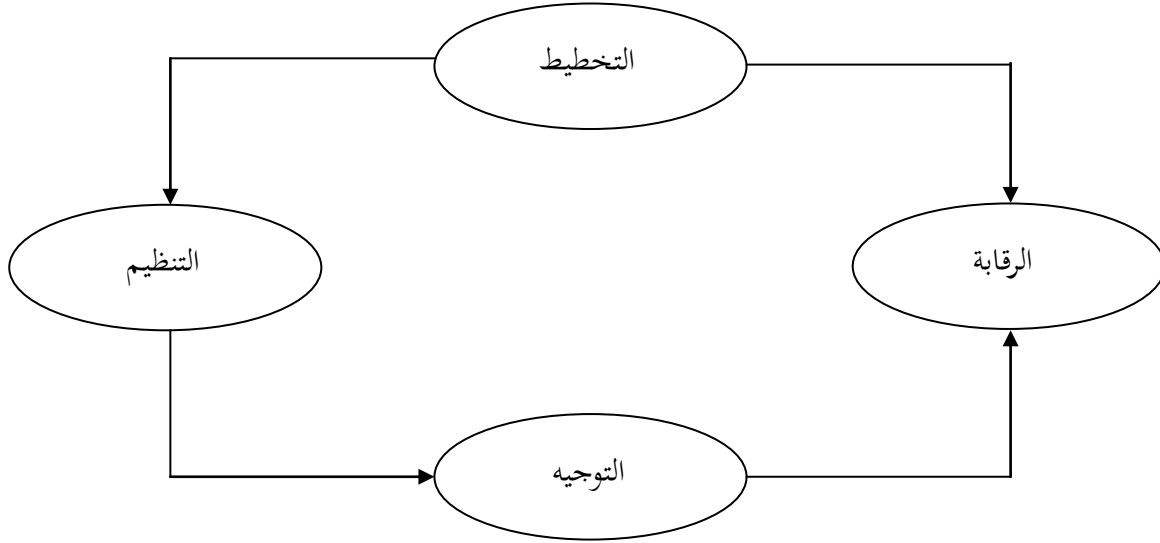 التخطيط
الرقابة
التنظيم
التوجيه